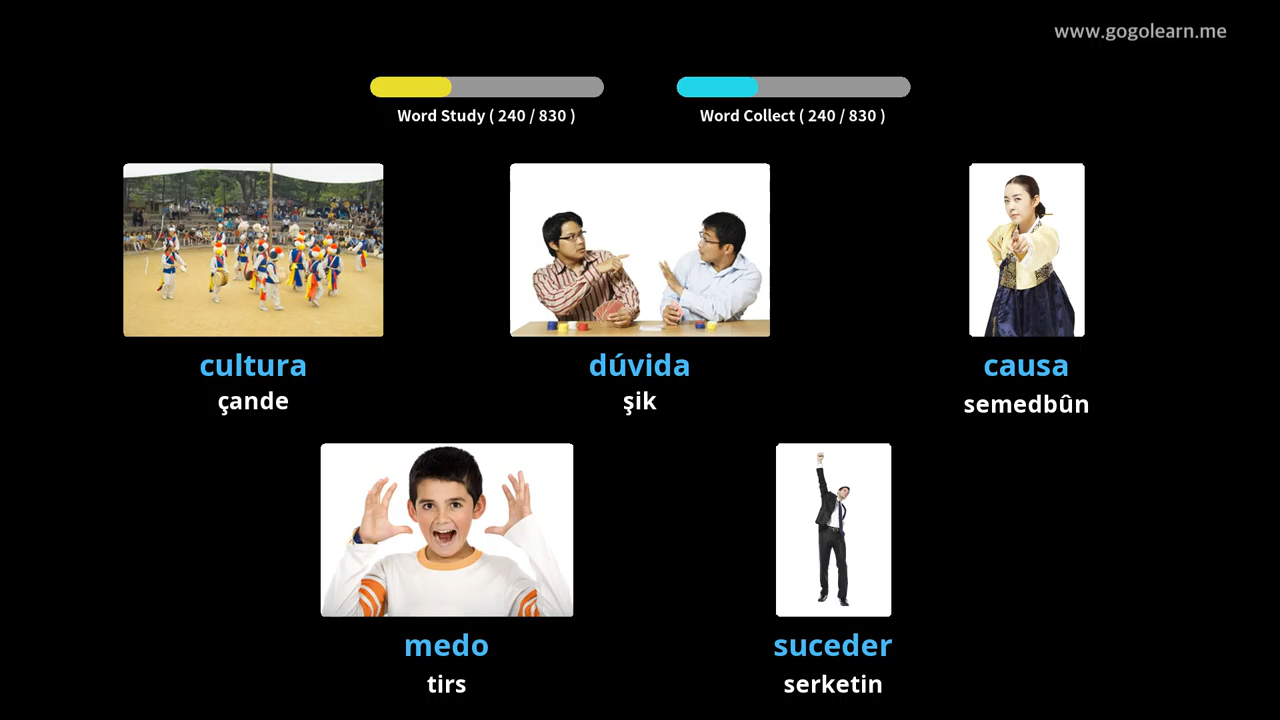 www.gogolearn.me
Word Study ( 240 / 830 )
Word Collect ( 240 / 830 )
cultura
çande
dúvida
şik
causa
semedbûn
medo
tirs
suceder
serketin